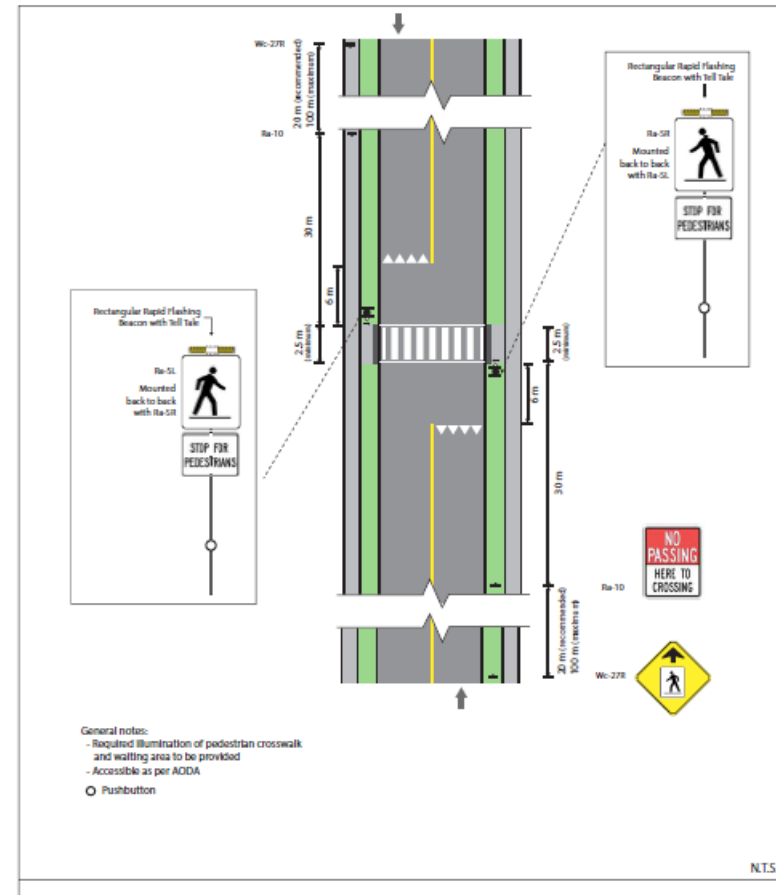 Wc-27R
20 m (recommended)
100 m (maximum)
Ra-10
30 m
6 m
2.5 m
(minimum)
Rectangular Rapid Flashing
Beacon with Tell Tale
Ra-5R
Mounted
back to back
with Ra-5L
STOP FOR
PEDESTRIANS
Rectangular Rapid Flashing
Beacon with Tell Tale
Ra-5L
Mounted
back to back
with Ra-5R
STOP FOR
PEDESTRIANS
2.5 m
(minimum)
6 m
30 m
20 m (recommended)
100 m (maximum)
NO
PASSING
HERE TO
CROSSING
Ra-10
Wc-27R
General notes:
- Required illumination of pedestrian crosswalk
and waiting area to be provided
- Accessible as per AODA
Pushbutton
N.T.S